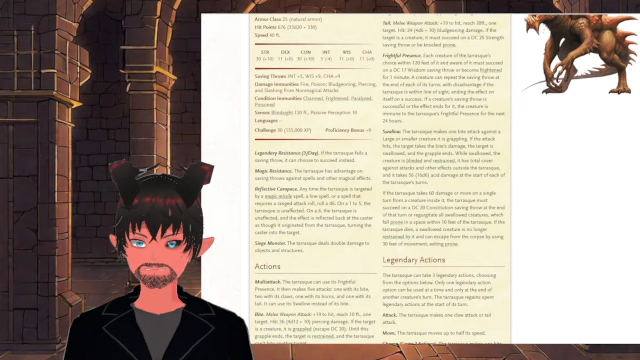 Armor Class 25 (natural armor)
Hit Points 676 (33d20 + 330)
Speed 40 ft.
STR DEX CON INT WIS CHA
30 (+10) 11 (+0) 30 (+10) 3 (-4) 11 (+0) 11 (+0)
Saving Throws INT +5, WIS +9, CHA +9
Damage Immunities Fire, Poison; Bludgeoning, Piercing,
and Slashing from Nonmagical Attacks
Condition Immunities Charmed, Frightened, Paralyzed,
Poisoned
Senses Blindsight 120 ft., Passive Perception 10
Languages --
Challenge 30 (155,000 XP) Proficiency Bonus +9
Legendary Resistance (3/Day). If the tarrasque fails a
saving throw, it can choose to succeed instead.
Magic Resistance. The tarrasque has advantage on
saving throws against spells and other magical effects.
Reflective Carapace. Any time the tarrasque is targeted
by a magic missile spell, a line spell, or a spell that
requires a ranged attack roll, roll a d6. On a 1 to 5, the
tarrasque is unaffected. On a 6, the tarrasque is
unaffected, and the effect is reflected back at the caster
as though it originated from the tarrasque, turning the
caster into the target.
Siege Monster. The tarrasque deals double damage to
objects and structures.
Actions
Multiattack. The tarrasque can use its Frightful
Presence. It then makes five attacks: one with its bite,
two with its claws, one with its horns, and one with its
tail. It can use its Swallow instead of its bite.
Bite. Melee Weapon Attack: +19 to hit, reach 10 ft., one
target. Hit: 36 (4d12 + 10) piercing damage. If the target
is a creature, it is grappled (escape DC 20). Until this
grapple ends, the target is restrained, and the tarrasque
Tail. Melee Weapon Attack: +19 to hit, reach 20 ft., one
target. Hit: 24 (4d6 + 10) bludgeoning damage. If the
target is a creature, it must succeed on a DC 20 Strength
saving throw or be knocked prone.
Frightful Presence. Each creature of the tarrasque's
choice within 120 feet of it and aware of it must succeed
on a DC 17 Wisdom saving throw or become frightened
for 1 minute. A creature can repeat the saving throw at
the end of each of its turns, with disadvantage if the
tarrasque is within line of sight, ending the effect on
itself on a success. If a creature's saving throw is
successful or the effect ends for it, the creature is
immune to the tarrasque's Frightful Presence for the next
24 hours.
Swallow. The tarrasque makes one bite attack against a
Large or smaller creature it is grappling. If the attack
hits, the target takes the bite's damage, the target is
swallowed, and the grapple ends. While swallowed, the
creature is blinded and restrained, it has total cover
against attacks and other effects outside the tarrasque,
and it takes 56 (16d6) acid damage at the start of each of
the tarrasque's turns.
If the tarrasque takes 60 damage or more on a single
turn from a creature inside it, the tarrasque must
succeed on a DC 20 Constitution saving throw at the end
of that turn or regurgitate all swallowed creatures, which
fall prone in a space within 10 feet of the tarrasque. If the
tarrasque dies, a swallowed creature is no longer
restrained by it and can escape from the corpse by using
30 feet of movement, exiting prone.
Legendary Actions
The tarrasque can take 3 legendary actions, choosing
from the options below. Only one legendary action
option can be used at a time and only at the end of
another creature's turn. The tarrasque regains spent
legendary actions at the start of its turn.
Attack. The tarrasque makes one claw attack or tail
attack.
Move. The tarrasque moves up to half its speed.